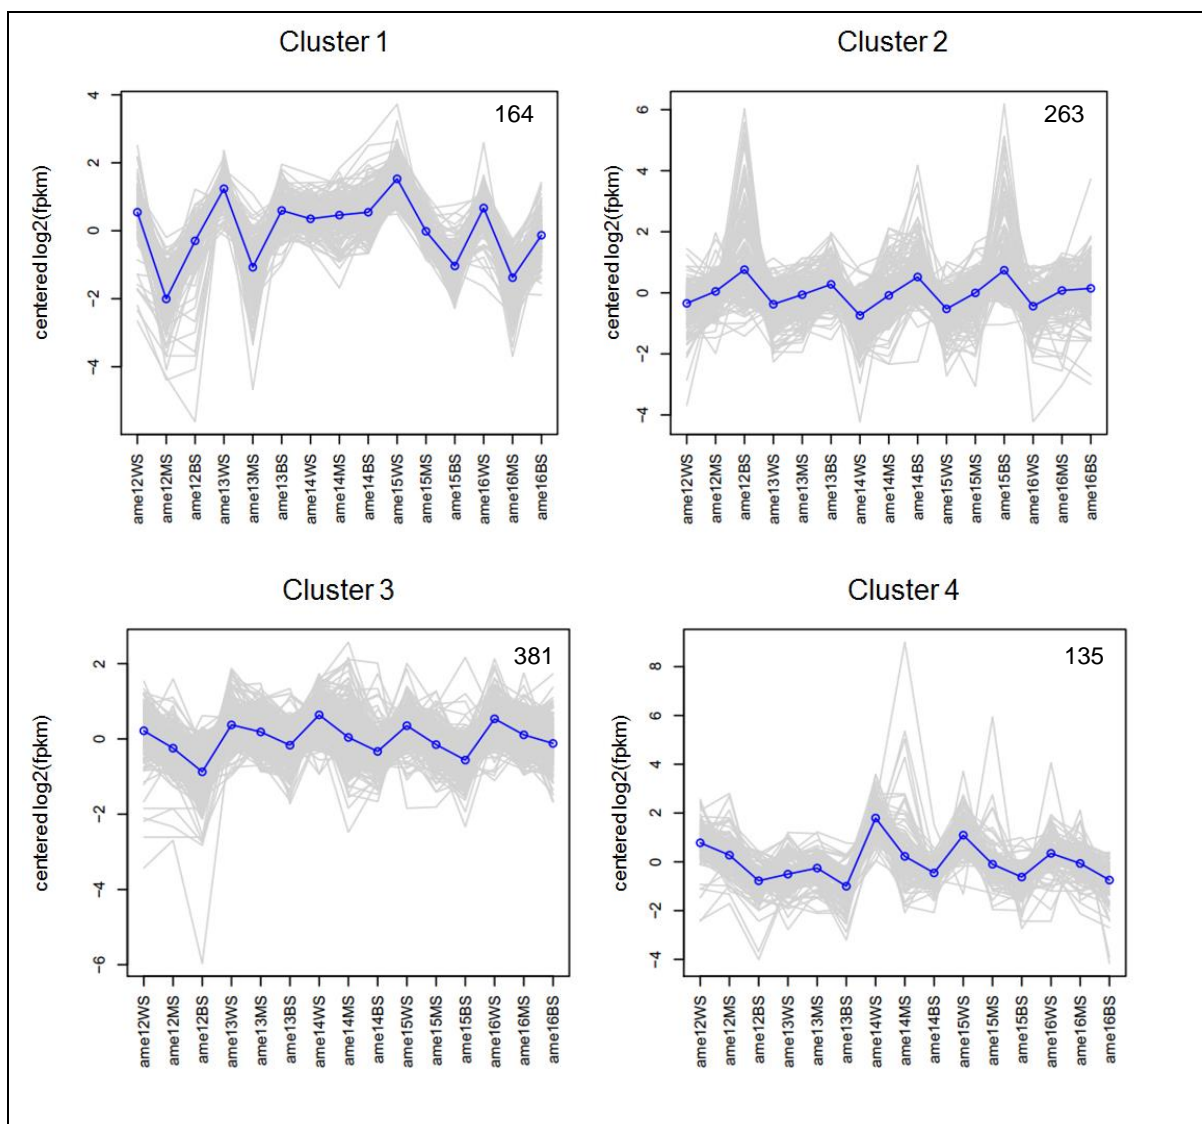 Cluster 1
164
4
2
0
−2
−4
centered log2(fpkm)
ame12WS
ame12MS
ame12BS
ame13WS
ame13MS
ame13BS
ame14WS
ame14MS
ame14BS
ame15WS
ame15MS
ame15BS
ame16WS
ame16MS
ame16BS
Cluster 2
263
6
4
2
0
−2
−4
centered log2(fpkm)
ame12WS
ame12MS
ame12BS
ame13WS
ame13MS
ame13BS
ame14WS
ame14MS
ame14BS
ame15WS
ame15MS
ame15BS
ame16WS
ame16MS
ame16BS
Cluster 3
381
2
0
−2
−4
−6
centered log2(fpkm)
ame12WS
ame12MS
ame12BS
ame13WS
ame13MS
ame13BS
ame14WS
ame14MS
ame14BS
ame15WS
ame15MS
ame15BS
ame16WS
ame16MS
ame16BS
Cluster 4
135
8
6
4
2
0
−2
−4
centered log2(fpkm)
ame12WS
ame12MS
ame12BS
ame13WS
ame13MS
ame13BS
ame14WS
ame14MS
ame14BS
ame15WS
ame15MS
ame15BS
ame16WS
ame16MS
ame16BS